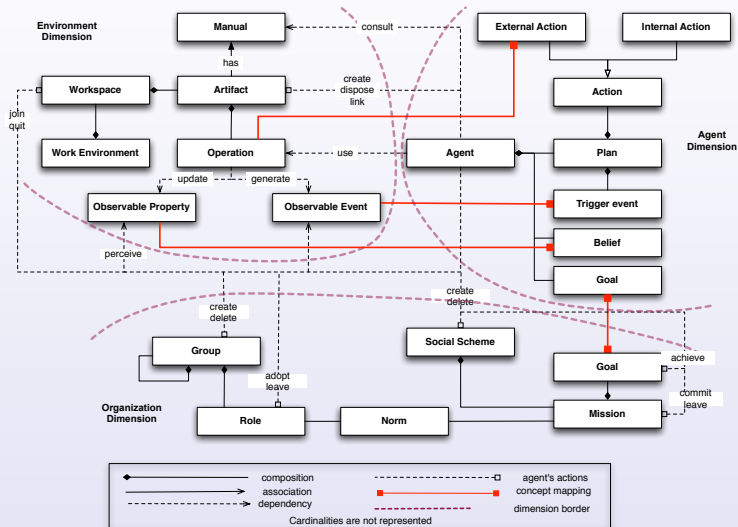 Environment
Dimension
Manual
consult
External Action
Internal Action
has
Workspace
Artifact
create
dispose
link
Action
join
quit
Work Environment
Operation
use
Agent
Plan
Agent
Dimension
update
generate
Observable Property
Observable Event
Trigger event
perceive
Belief
Goal
create
delete
create
delete
Social Scheme
Group
Goal
achieve
adopt
leave
commit
leave
Organization
Dimension
Role
Norm
Mission
composition
agent's actions
association
concept mapping
dependency
dimension border
Cardinalities are not represented